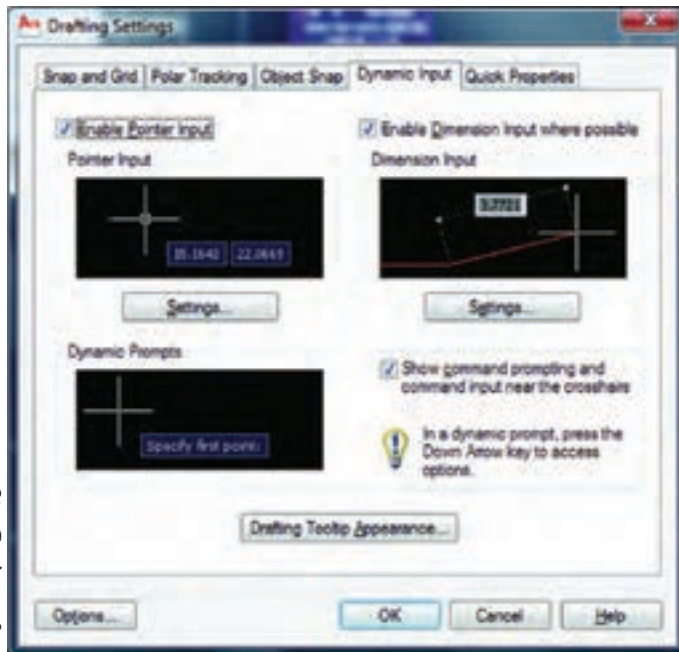 Drafting Settings
Snap and Grid
Polar Tracking
Object Snap
Dynamic Input
Quick Properties
Enable Pointer Input
Enable Dimension Input where possible
Pointer Input
Dimension Input
Settings...
Settings...
Dynamic Prompts
Specify first point:
Show command prompting and
command input near the crosshairs
In a dynamic prompt, press the
Down Arrow key to access
options.
Drafting Tooltip Appearance...
Options...
OK
Cancel
Help